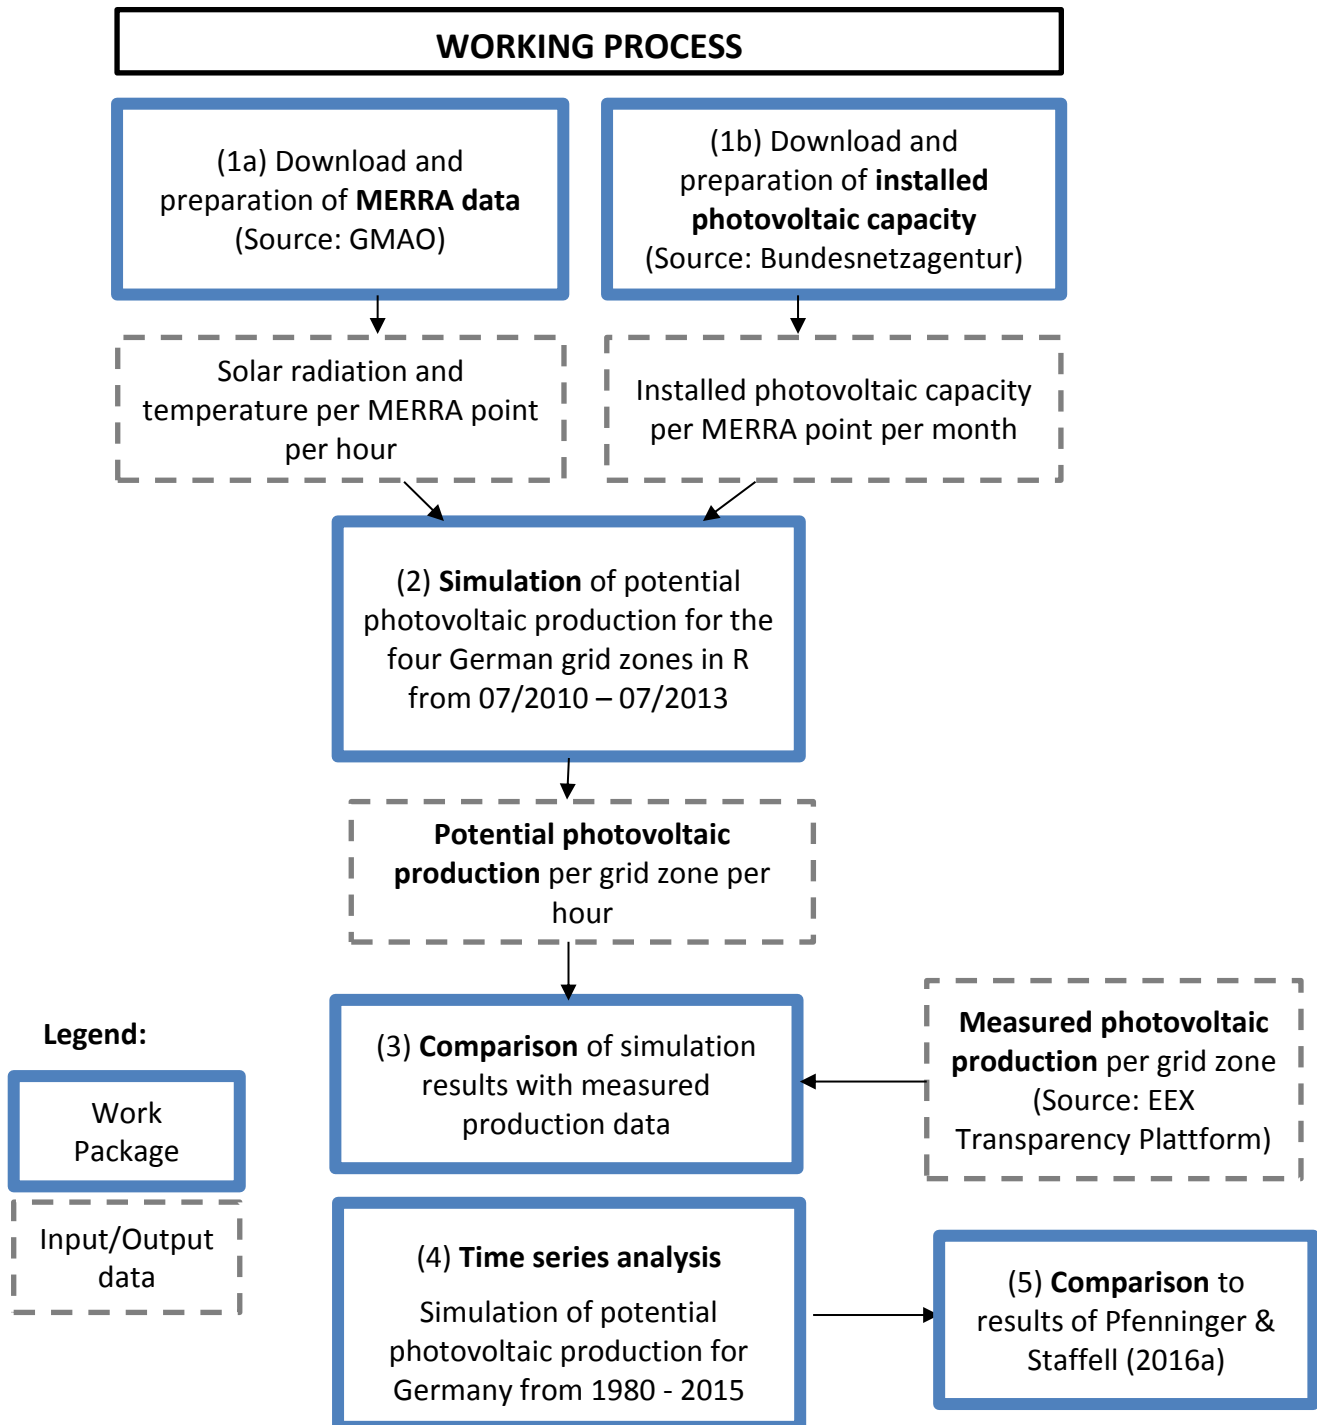 WORKING PROCESS
(1a) Download and
preparation of MERRA data
(Source: GMAO)
(1b) Download and
preparation of installed
photovoltaic capacity
(Source: Bundesnetzagentur)
Solar radiation and
temperature per MERRA point
per hour
Installed photovoltaic capacity
per MERRA point per month
(2) Simulation of potential
photovoltaic production for the
four German grid zones in R
from 07/2010 – 07/2013
Potential photovoltaic
production per grid zone per
hour
(3) Comparison of simulation
results with measured
production data
Measured photovoltaic
production per grid zone
(Source: EEX
Transparency Plattform)
Legend:
Work
Package
Input/Output
data
(4) Time series analysis
Simulation of potential
photovoltaic production for
Germany from 1980 - 2015
(5) Comparison to
results of Pfenninger &
Staffell (2016a)